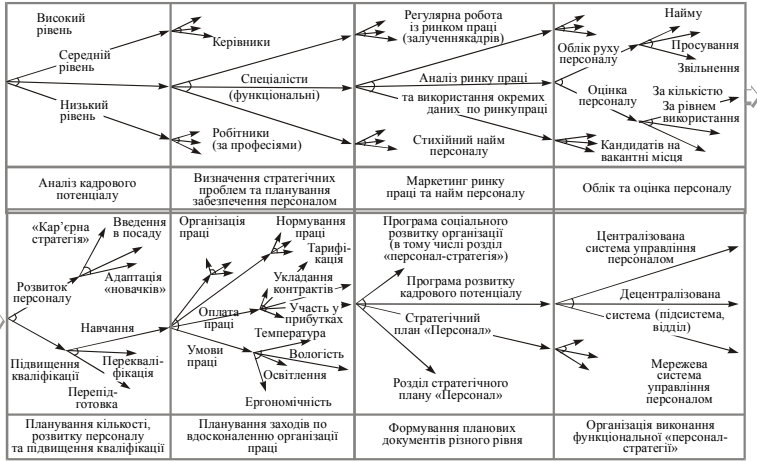 Високий
рівень
Середній
рівень
Низький
рівень
Керівники
Спеціалісти
(функціональні)
Робітники
(за професіями)
Регулярна робота
із ринком праці
(залученнякадрів)
Аналіз ринку праці
та використання окремих
даних по ринкупраці
Стихійний найм
персоналу
Облік руху
персоналу
Найму
Просування
Звільнення
Оцінка
персоналу
За кількістю
За рівнем
використання
Кандидатів на
вакантні місця
Аналіз кадрового
потенціалу
Визначення стратегічних
проблем та планування
забезпечення персоналом
Маркетинг ринку
праці та найм персоналу
Облік та оцінка персоналу
«Кар’єрна
стратегія»
Введення
в посаду
Адаптація
«новачків»
Розвиток
персоналу
Навчання
Підвищення
кваліфікації
Перекваліфікація
Перепідготовка
Організація
праці
Нормування
праці
Тарифікація
Укладання
контрактів
Оплата
праці
Участь у
прибутках
Температура
Умови
праці
Вологість
Освітлення
Ергономічність
Програма соціального
розвитку організації
(в тому числі розділ
«персонал-стратегія»)
Програма розвитку
кадрового потенціалу
Стратегічний
план «Персонал»
Розділ стратегічного
плану «Персонал»
Централізована
система управління
персоналом
Децентралізована
система (підсистема,
відділ)
Мережева
система
управління
персоналом
Планування кількості,
розвитку персоналу
та підвищення кваліфікації
Планування заходів по
вдосконаленню організації
праці
Формування планових
документів різного рівня
Організація виконання
функціональної «персонал-
стратегії»